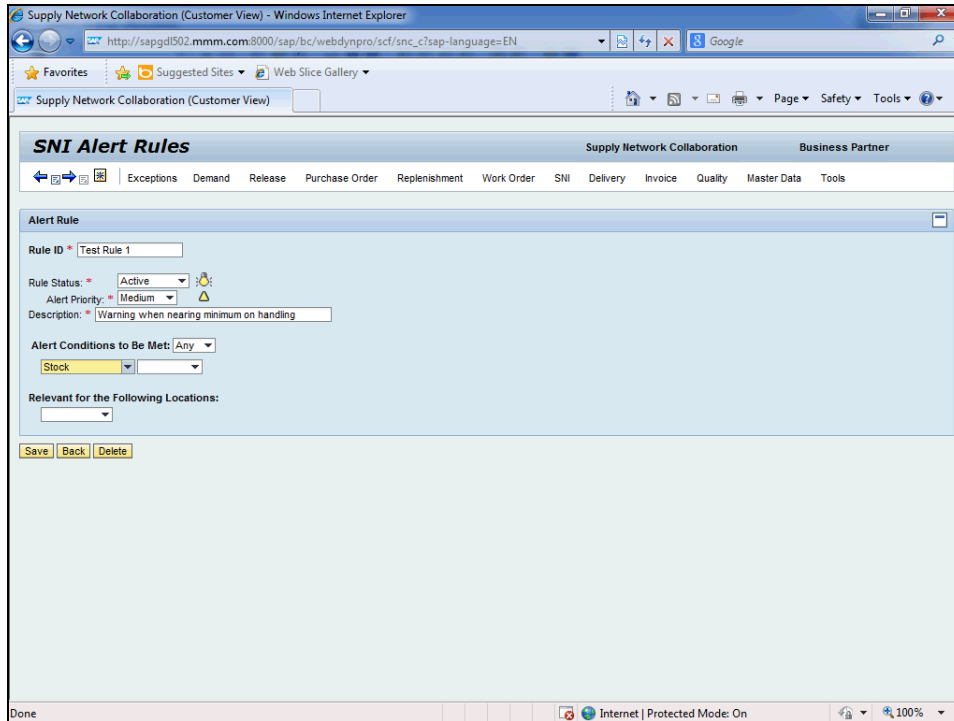 Supply Network Collaboration (Customer View) - Windows Internet Explorer
http://sapgdl502.mmm.com:8000/sap/bc/webdynpro/scf/snc_c?sap-language=EN
Google
Favorites Suggested Sites Web Slice Gallery
Supply Network Collaboration (Customer View) Page Safety Tools
SNI Alert Rules Supply Network Collaboration Business Partner
Exceptions Demand Release Purchase Order Replenishment Work Order SNI Delivery Invoice Quality Master Data Tools
Alert Rule
Rule ID * Test Rule 1
Rule Status: * Active
Alert Priority: * Medium
Description: * Warning when nearing minimum on handling
Alert Conditions to Be Met: Any
Stock
Relevant for the Following Locations:
Save Back Delete
Done Internet | Protected Mode: On 100%